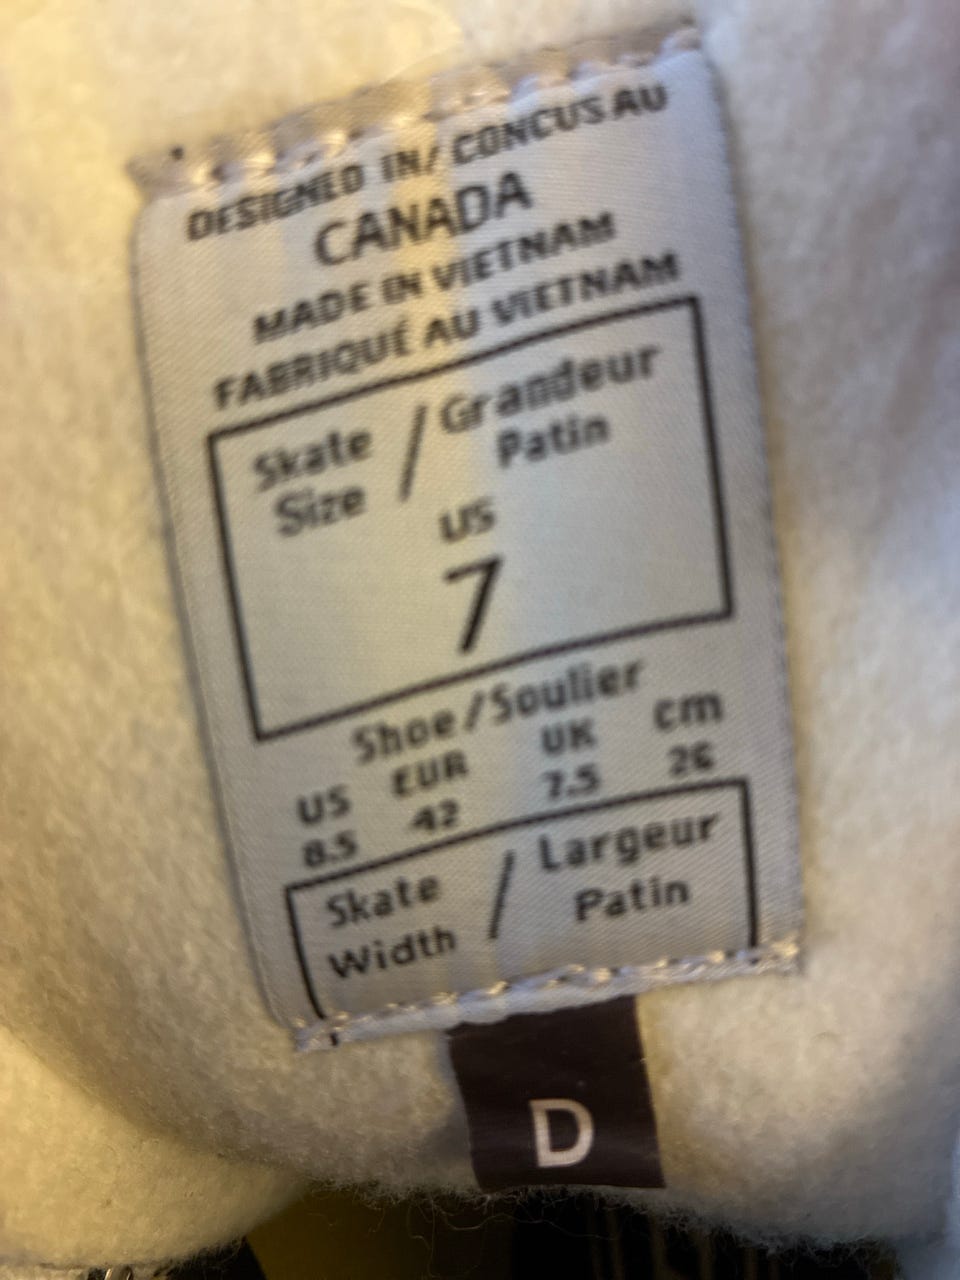 DESIGNED IN/CONCUS AU
CANADA
MADE IN VIETNAM
FABRIQUÉ AU VIETNAM
Skate / Grandeur
Size Patin
US
7
Shoe/Soulier
US EUR UK cm
8.5 42 7.5 26
Skate / Largeur
Width Patin
D